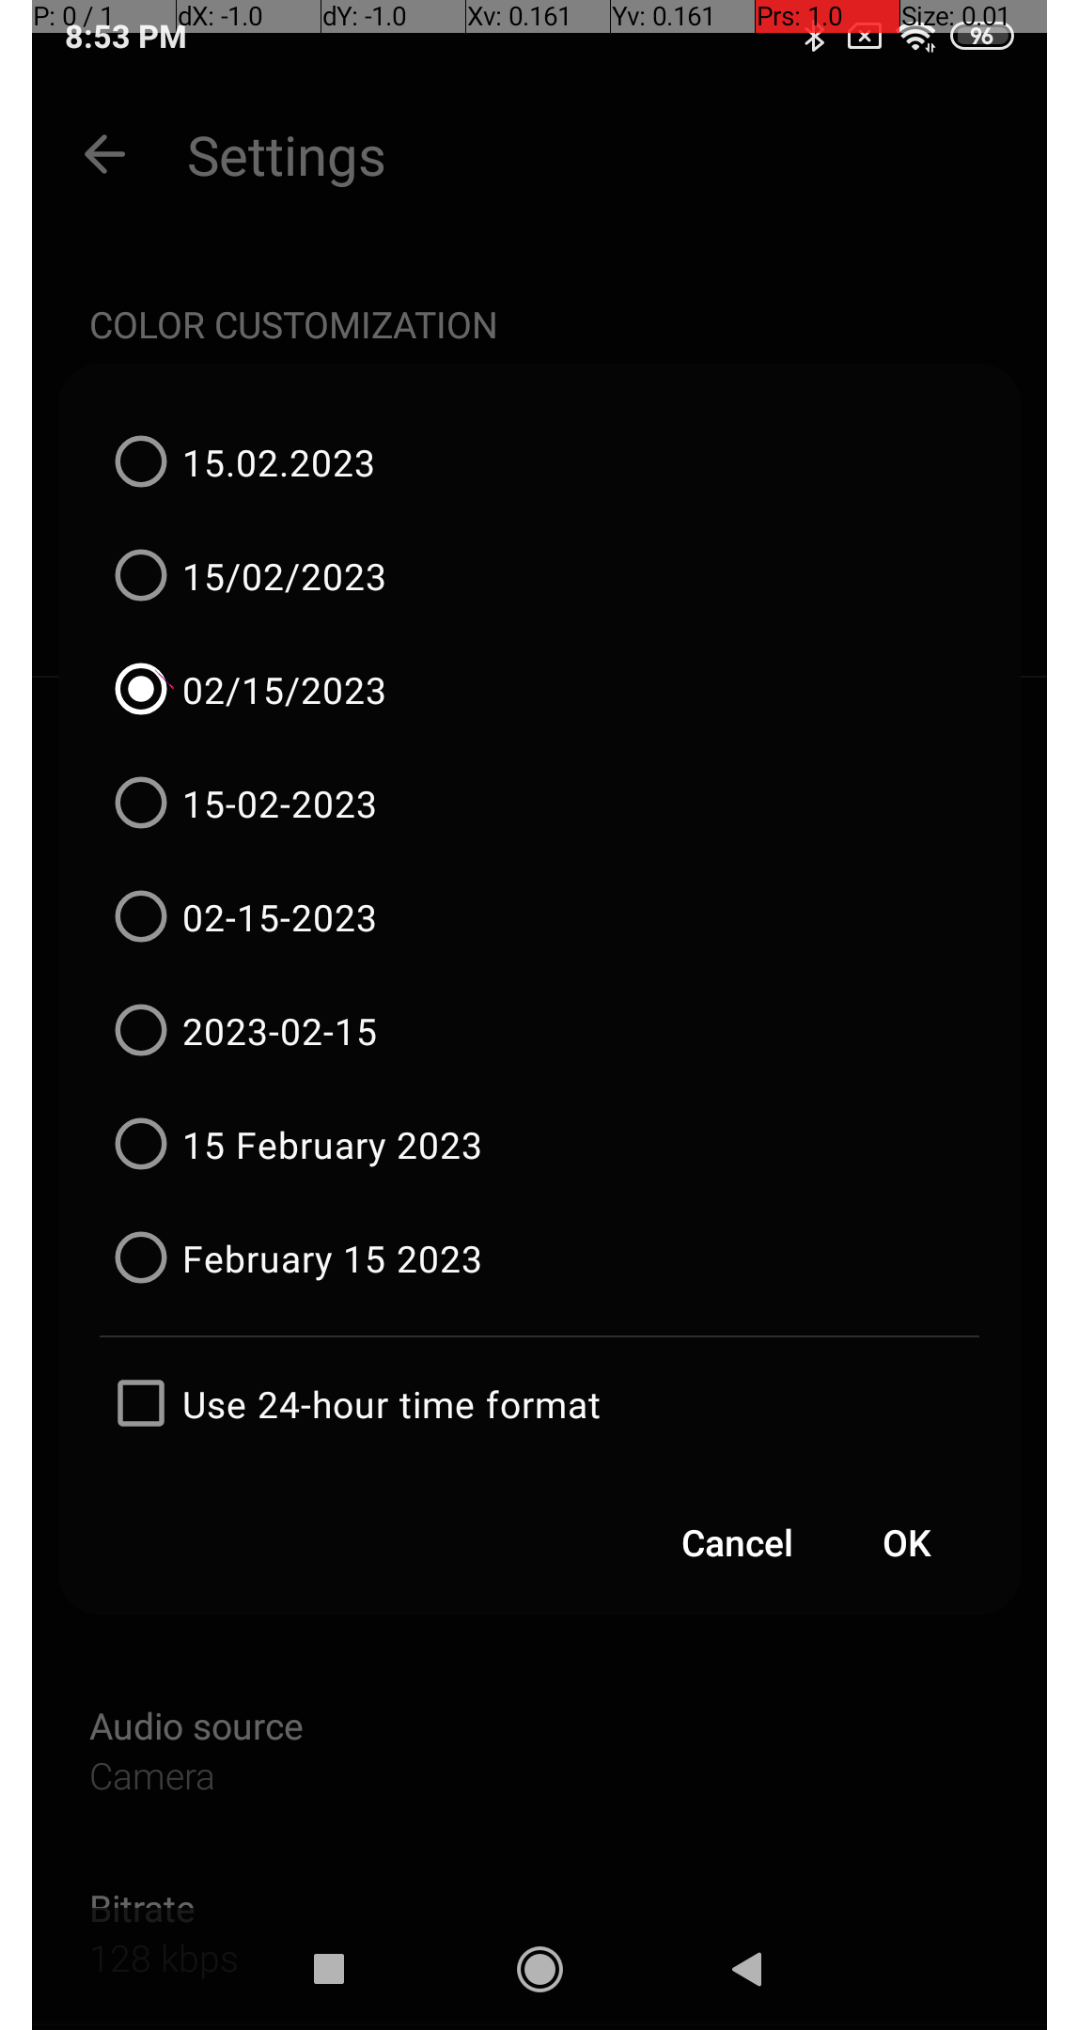 P: 0 / 1 dX: -1.0 dY: -1.0 Xv: 0.161 Yv: 0.161 Prs: 1.0 Size: 0.01
8:53 PM 96
Settings
COLOR CUSTOMIZATION
15.02.2023
15/02/2023
02/15/2023
15-02-2023
02-15-2023
2023-02-15
15 February 2023
February 15 2023
Use 24-hour time format
Cancel OK
Audio source
Camera
Bitrate
128 kbps